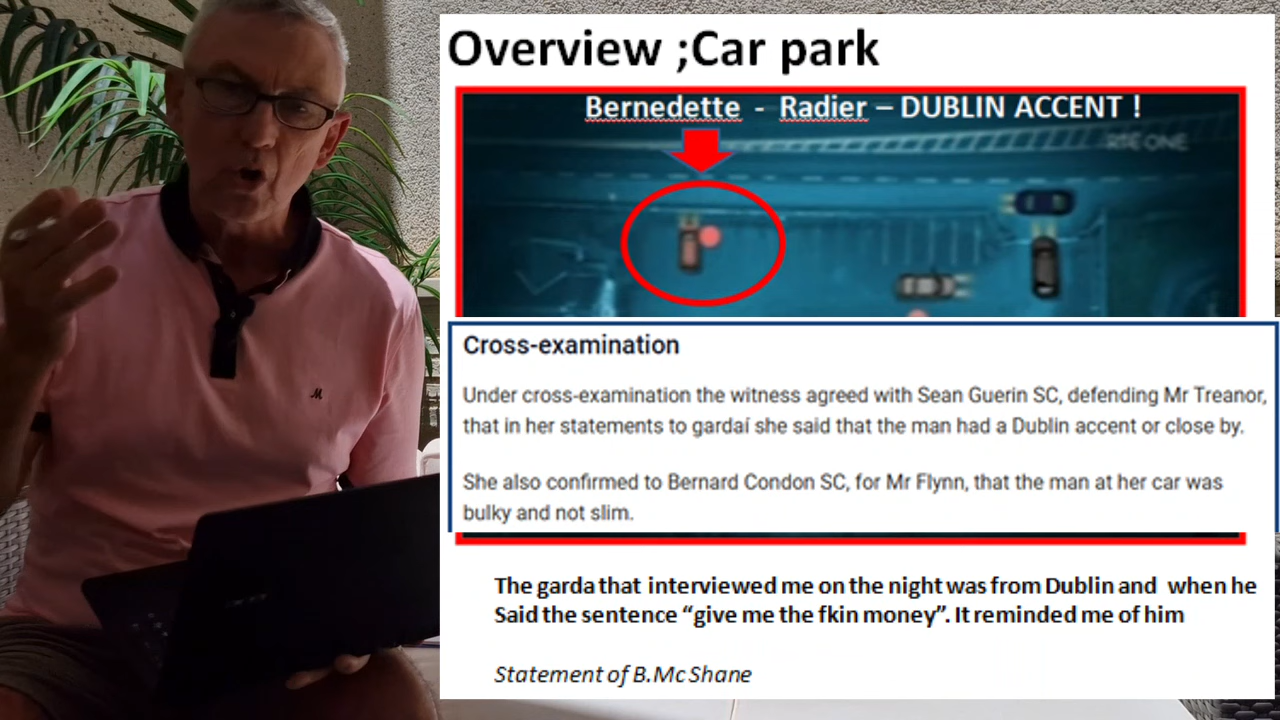 Overview ;Car park
Bernedette - Radier – DUBLIN ACCENT !
RTÉ ONE
Cross-examination
Under cross-examination the witness agreed with Sean Guerin SC, defending Mr Treanor,
that in her statements to gardaí she said that the man had a Dublin accent or close by.
She also confirmed to Bernard Condon SC, for Mr Flynn, that the man at her car was
bulky and not slim.
The garda that interviewed me on the night was from Dublin and when he
Said the sentence “give me the fkin money”. It reminded me of him
Statement of B.Mc Shane